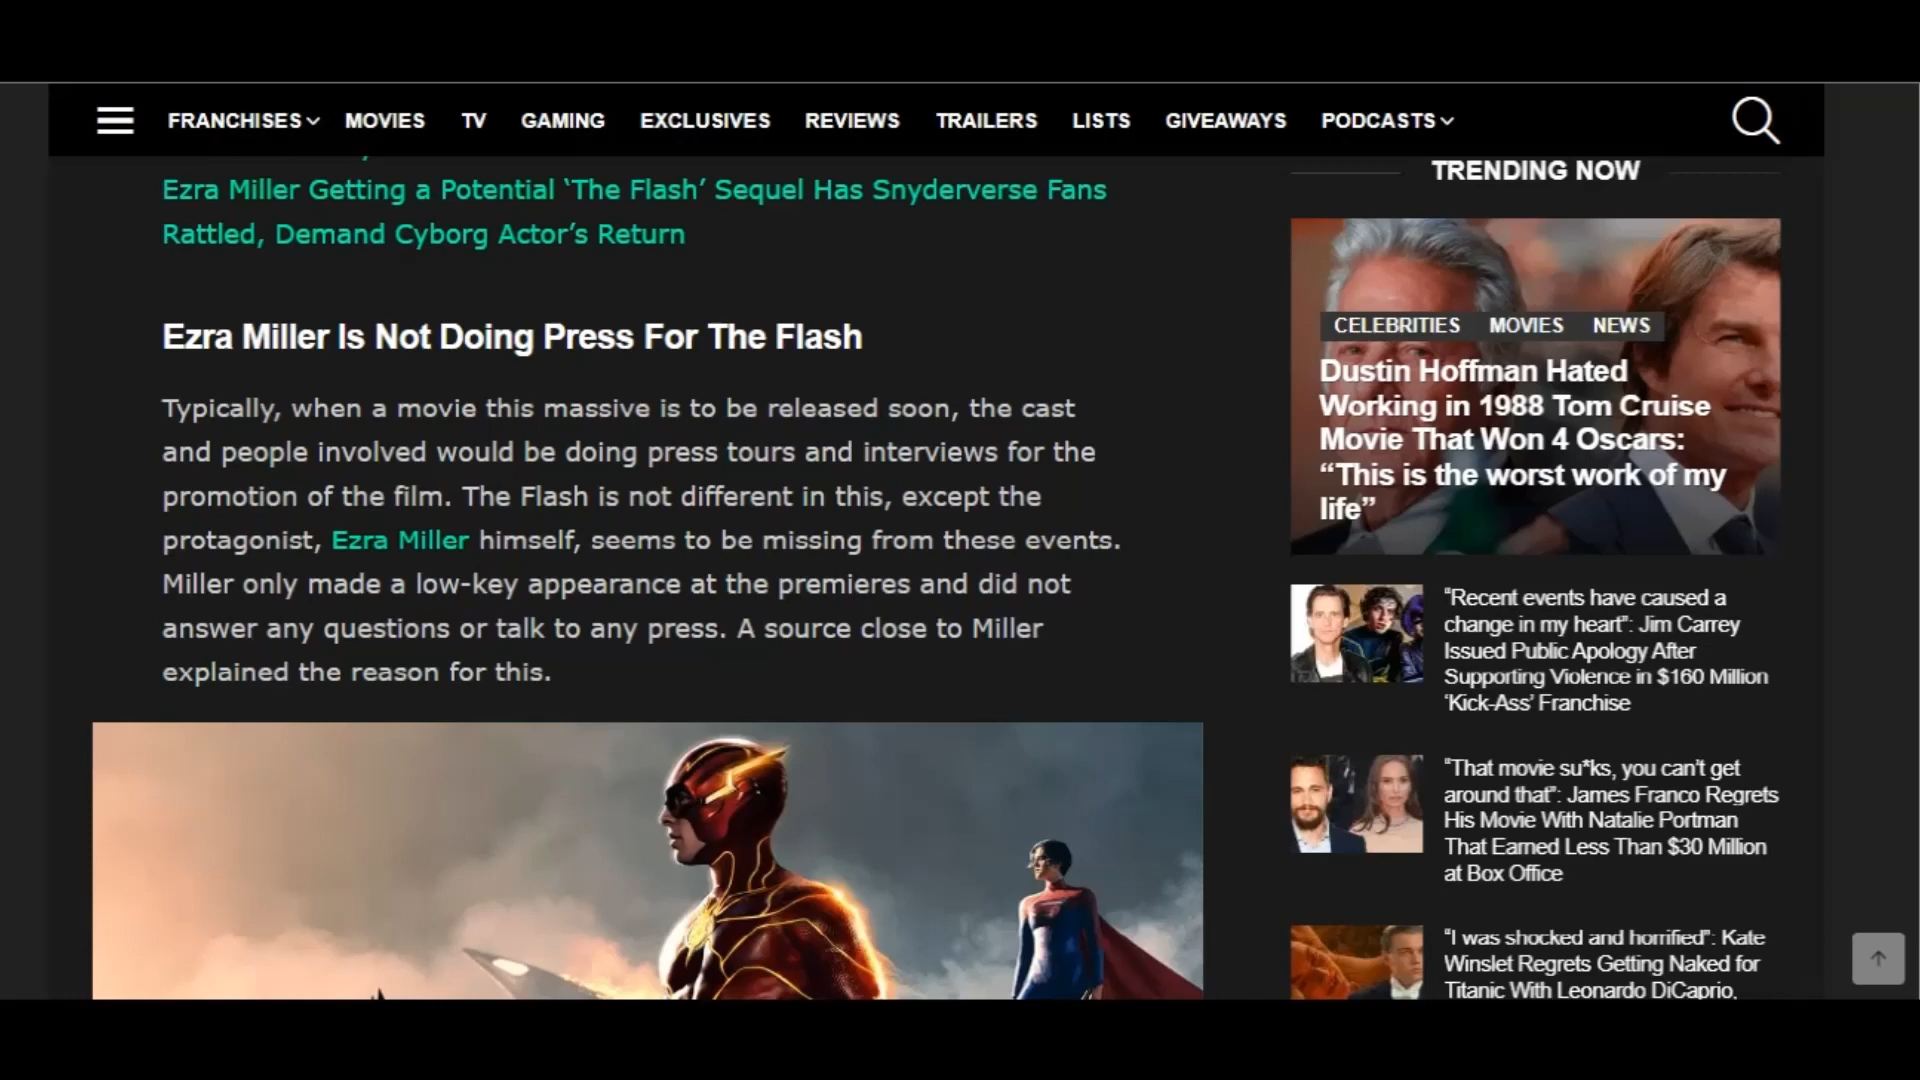 FRANCHISES MOVIES TV GAMING EXCLUSIVES REVIEWS TRAILERS LISTS GIVEAWAYS PODCASTS
Ezra Miller Getting a Potential ‘The Flash’ Sequel Has Snyderverse Fans
Rattled, Demand Cyborg Actor’s Return
Ezra Miller Is Not Doing Press For The Flash
Typically, when a movie this massive is to be released soon, the cast
and people involved would be doing press tours and interviews for the
promotion of the film. The Flash is not different in this, except the
protagonist, Ezra Miller himself, seems to be missing from these events.
Miller only made a low-key appearance at the premieres and did not
answer any questions or talk to any press. A source close to Miller
explained the reason for this.
TRENDING NOW
CELEBRITIES MOVIES NEWS
Dustin Hoffman Hated
Working in 1988 Tom Cruise
Movie That Won 4 Oscars:
“This is the worst work of my
life”
“Recent events have caused a
change in my heart”: Jim Carrey
Issued Public Apology After
Supporting Violence in $160 Million
‘Kick-Ass’ Franchise
“That movie su*ks, you can’t get
around that”: James Franco Regrets
His Movie With Natalie Portman
That Earned Less Than $30 Million
at Box Office
“I was shocked and horrified”: Kate
Winslet Regrets Getting Naked for
Titanic With Leonardo DiCaprio,